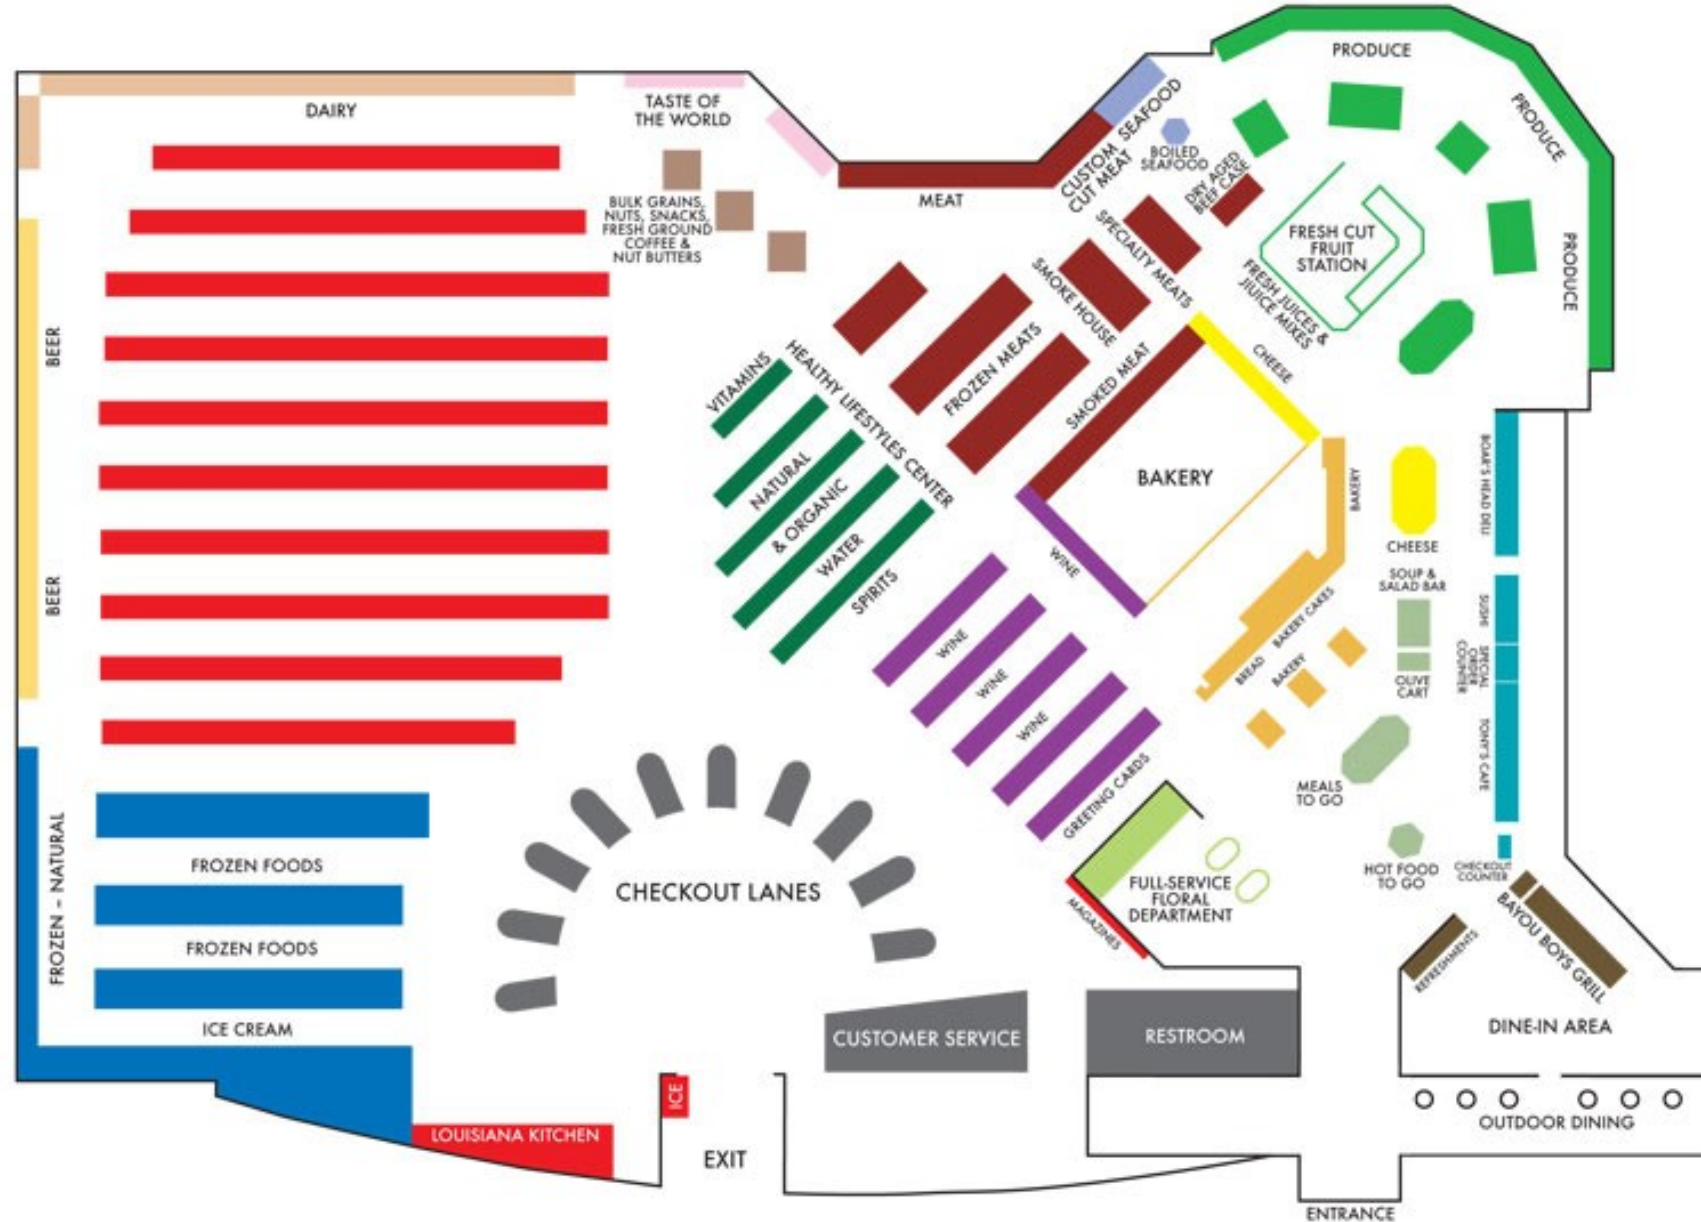 PRODUCE
DAIRY
TASTE OF
THE WORLD
CUSTOM SEAFOOD
CUT MEAT
BOILED
SEAFOOD
DRY AGED
BEEF CASE
PRODUCE
PRODUCE
MEAT
BULK GRAINS,
NUTS, SNACKS,
FRESH GROUND
COFFEE &
NUT BUTTERS
SPECIALTY MEATS
FRESH CUT
FRUIT
STATION
FRESH JUICES &
JIUICE MIXES
SMOKE HOUSE
BEER
FROZEN MEATS
SMOKED MEAT
CHEESE
VITAMINS
HEALTHY LIFESTYLES CENTER
NATURAL
& ORGANIC
WATER
SPIRITS
BAKERY
BAKERY
BOAR'S HEAD DELI
CHEESE
WINE
BEER
SOUP &
SALAD BAR
SUSHI
BAKERY CAKES
BREAD
BAKERY
SPECIAL
ORDER
COUNTER
OLIVE
CART
WINE
WINE
WINE
TONY'S CAFE
MEALS
TO GO
GREETING CARDS
FROZEN – NATURAL
FROZEN FOODS
CHECKOUT LANES
FULL-SERVICE
FLORAL
DEPARTMENT
HOT FOOD
TO GO
CHECKOUT
COUNTER
MAGAZINES
BAYOU BOYS GRILL
REFRESHMENTS
FROZEN FOODS
ICE CREAM
CUSTOMER SERVICE
RESTROOM
DINE-IN AREA
ICE
LOUISIANA KITCHEN
OUTDOOR DINING
EXIT
ENTRANCE